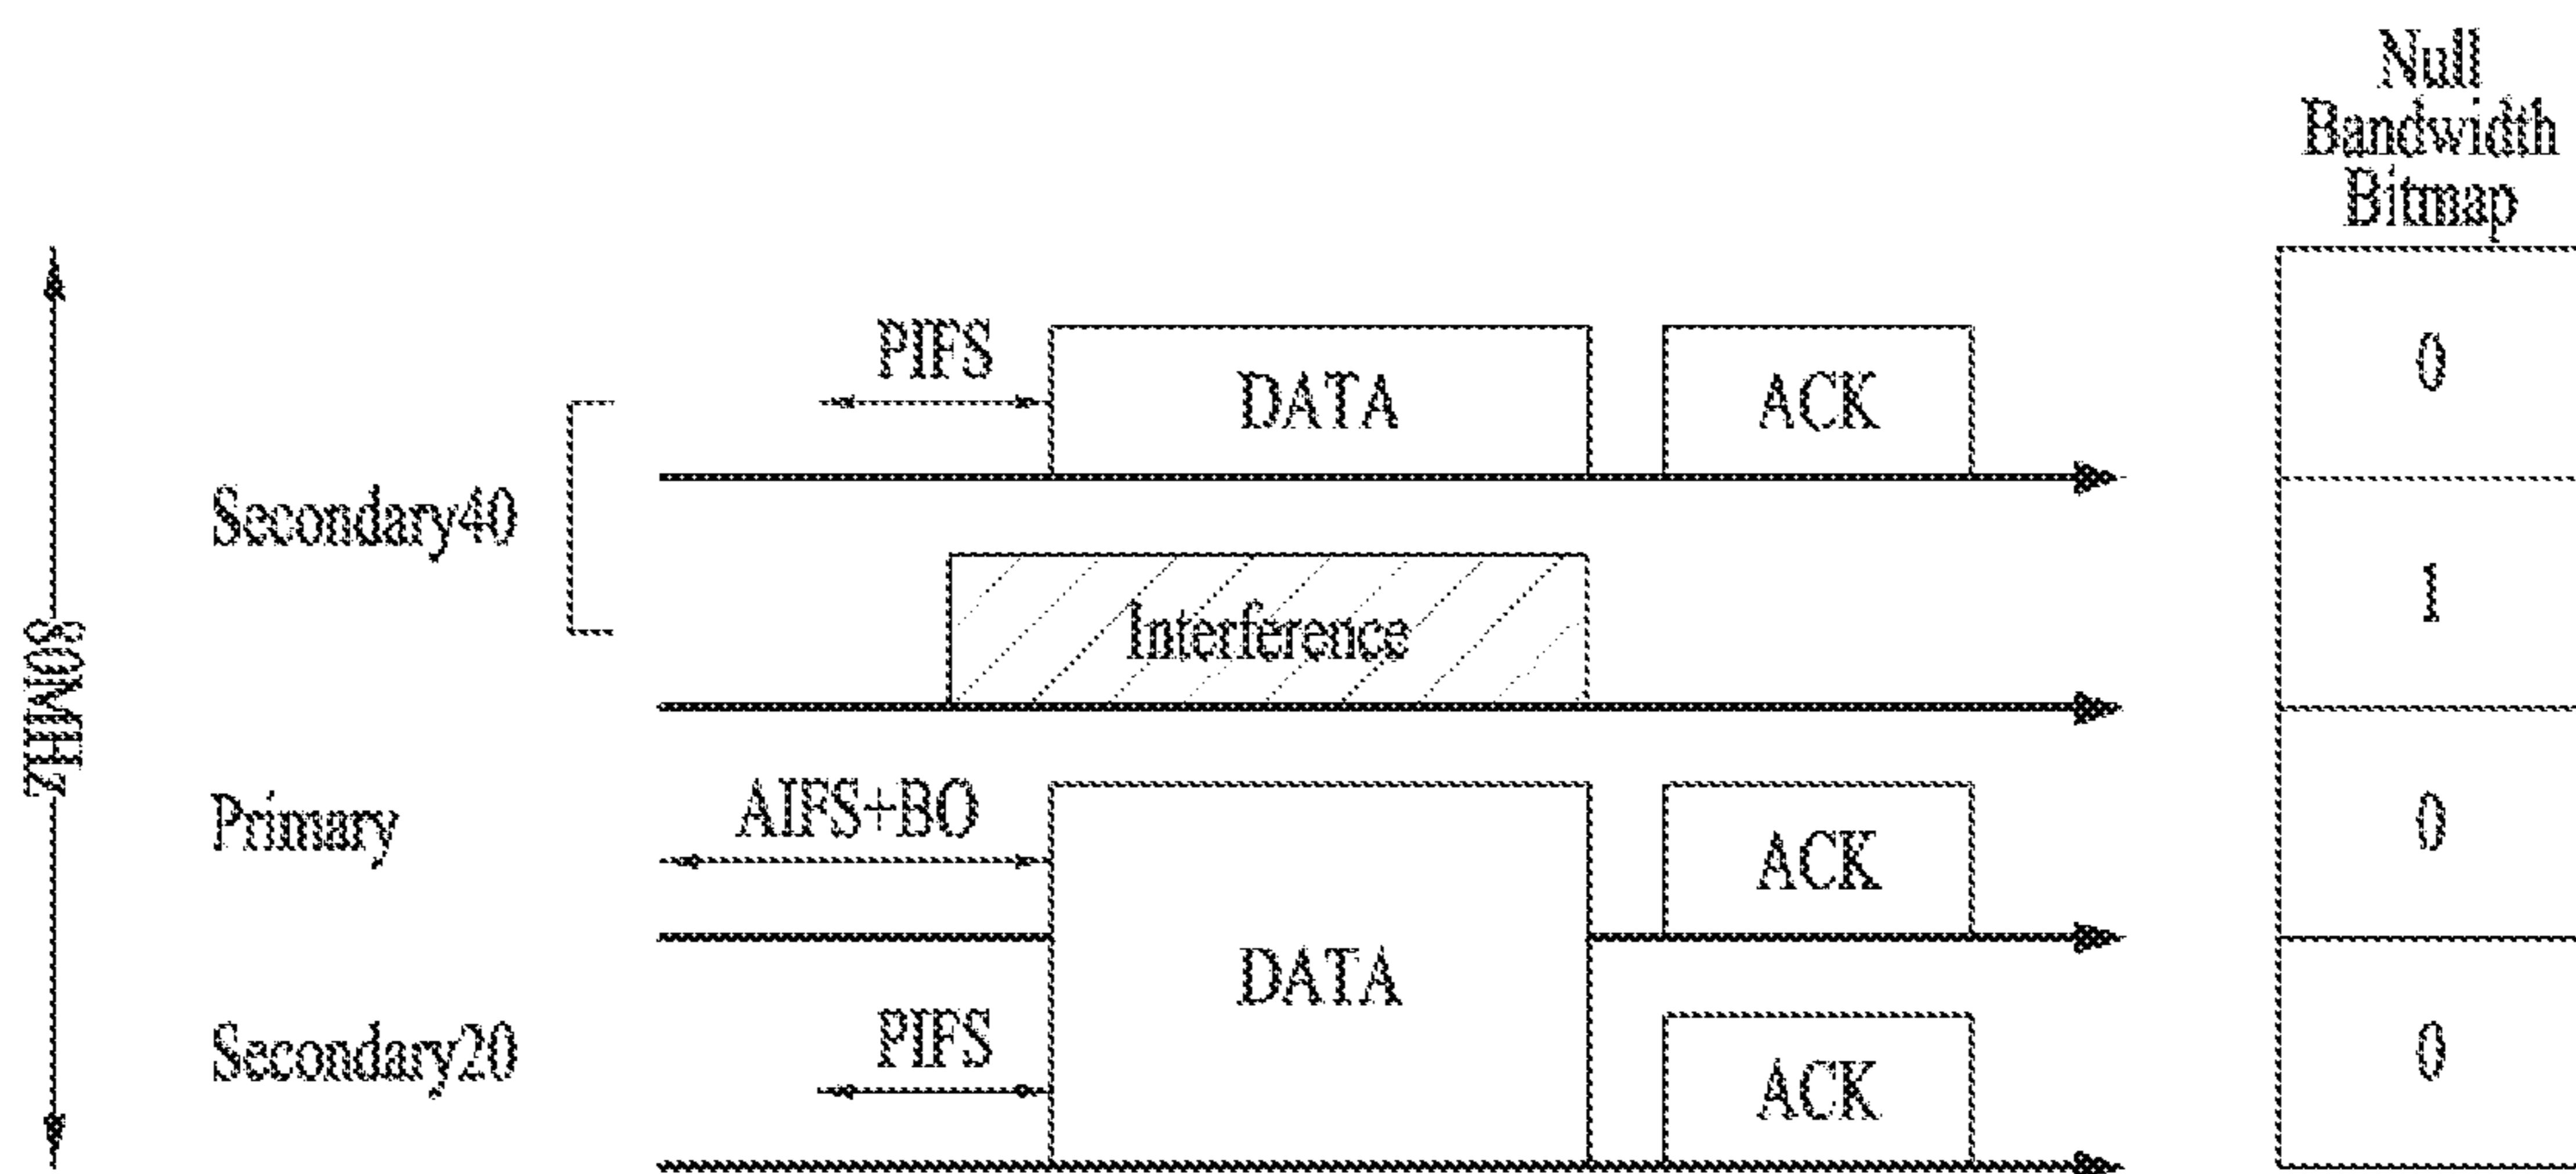 Null
Bandwidth
Bitmap
PIFS
DATA
ACK
0
Secondary40
Interference
1
80MHz
Primary
AIFS+BO
ACK
0
DATA
Secondary20
PIFS
ACK
0